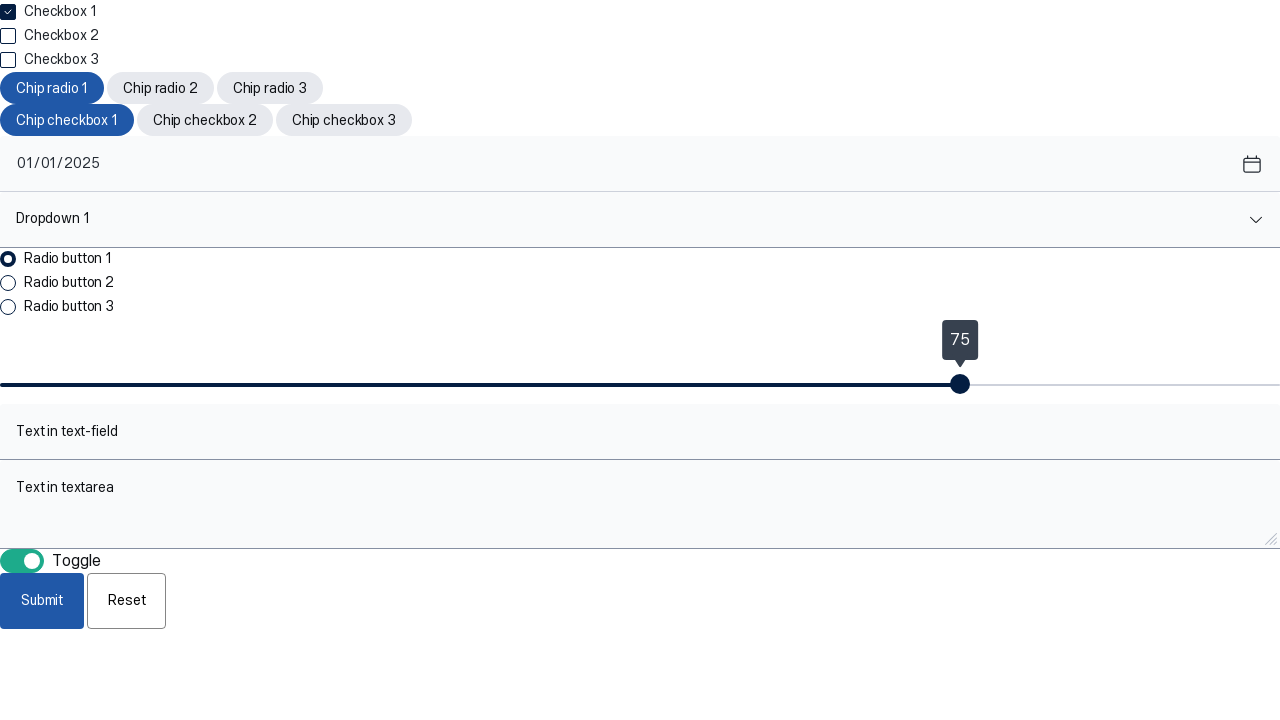 Checkbox 1
Checkbox 2
Checkbox 3
Chip radio 1 Chip radio 2 Chip radio 3
Chip checkbox 1 Chip checkbox 2 Chip checkbox 3
01/01/2025
Dropdown 1
Radio button 1
Radio button 2
Radio button 3
75
Text in text-field
Text in textarea
Toggle
Submit Reset